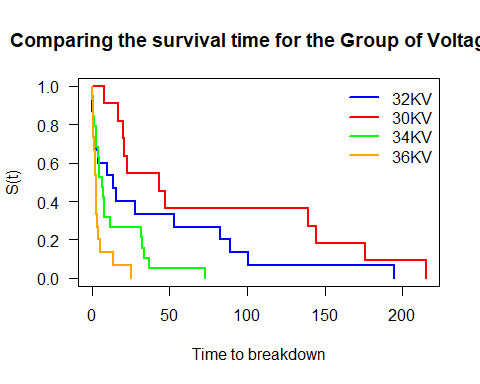 Comparing the survival time for the Group of Voltag
1.0
0.8
0.6
0.4
0.2
0.0
S(t)
32KV
30KV
34KV
36KV
0 50 100 150 200
Time to breakdown